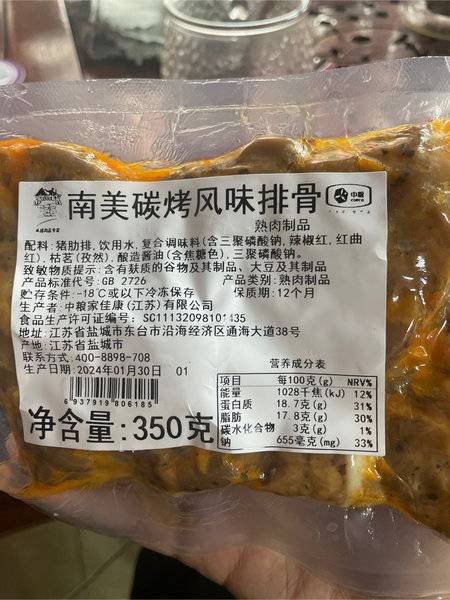 南美碳烤风味排骨
中粮
COFCO
熟肉制品
配料:猪肋排,饮用水,复合调味料(含三聚磷酸钠,辣椒红,红曲
红),枯茗(孜然),酿造酱油(含焦糖色),三聚磷酸钠。
致敏物质提示:含有麸质的谷物及其制品、大豆及其制品
产品标准代号:GB 2726 产品类别:熟肉制品
贮存条件:-18℃或以下冷冻保存 保质期:12个月
生产者:中粮家佳康(江苏)有限公司
食品生产许可证编号: SC11132098101435
地址:江苏省盐城市东台市沿海经济区通海大道38号
产地:江苏省盐城市
联系方式:400-8898-708
生产日期:2024年01月30日 01
6937919806185
净含量:350克
营养成分表
项目 每100克(g) NRV%
能量 1028千焦(kJ) 12%
蛋白质 18.7克(g) 31%
脂肪 17.8克(g) 30%
碳水化合物 3克(g) 1%
钠 655毫克(mg) 33%